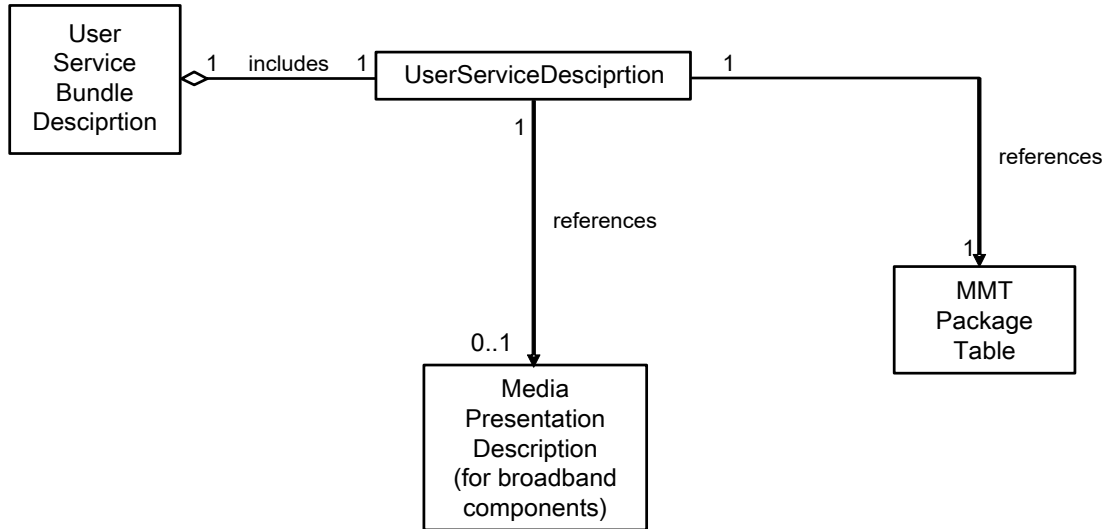 User
Service
Bundle
Desciprtion
1 includes 1
UserServiceDesciprtion
1
1
references
references
1
0..1
MMT
Package
Table
Media
Presentation
Description
(for broadband
components)